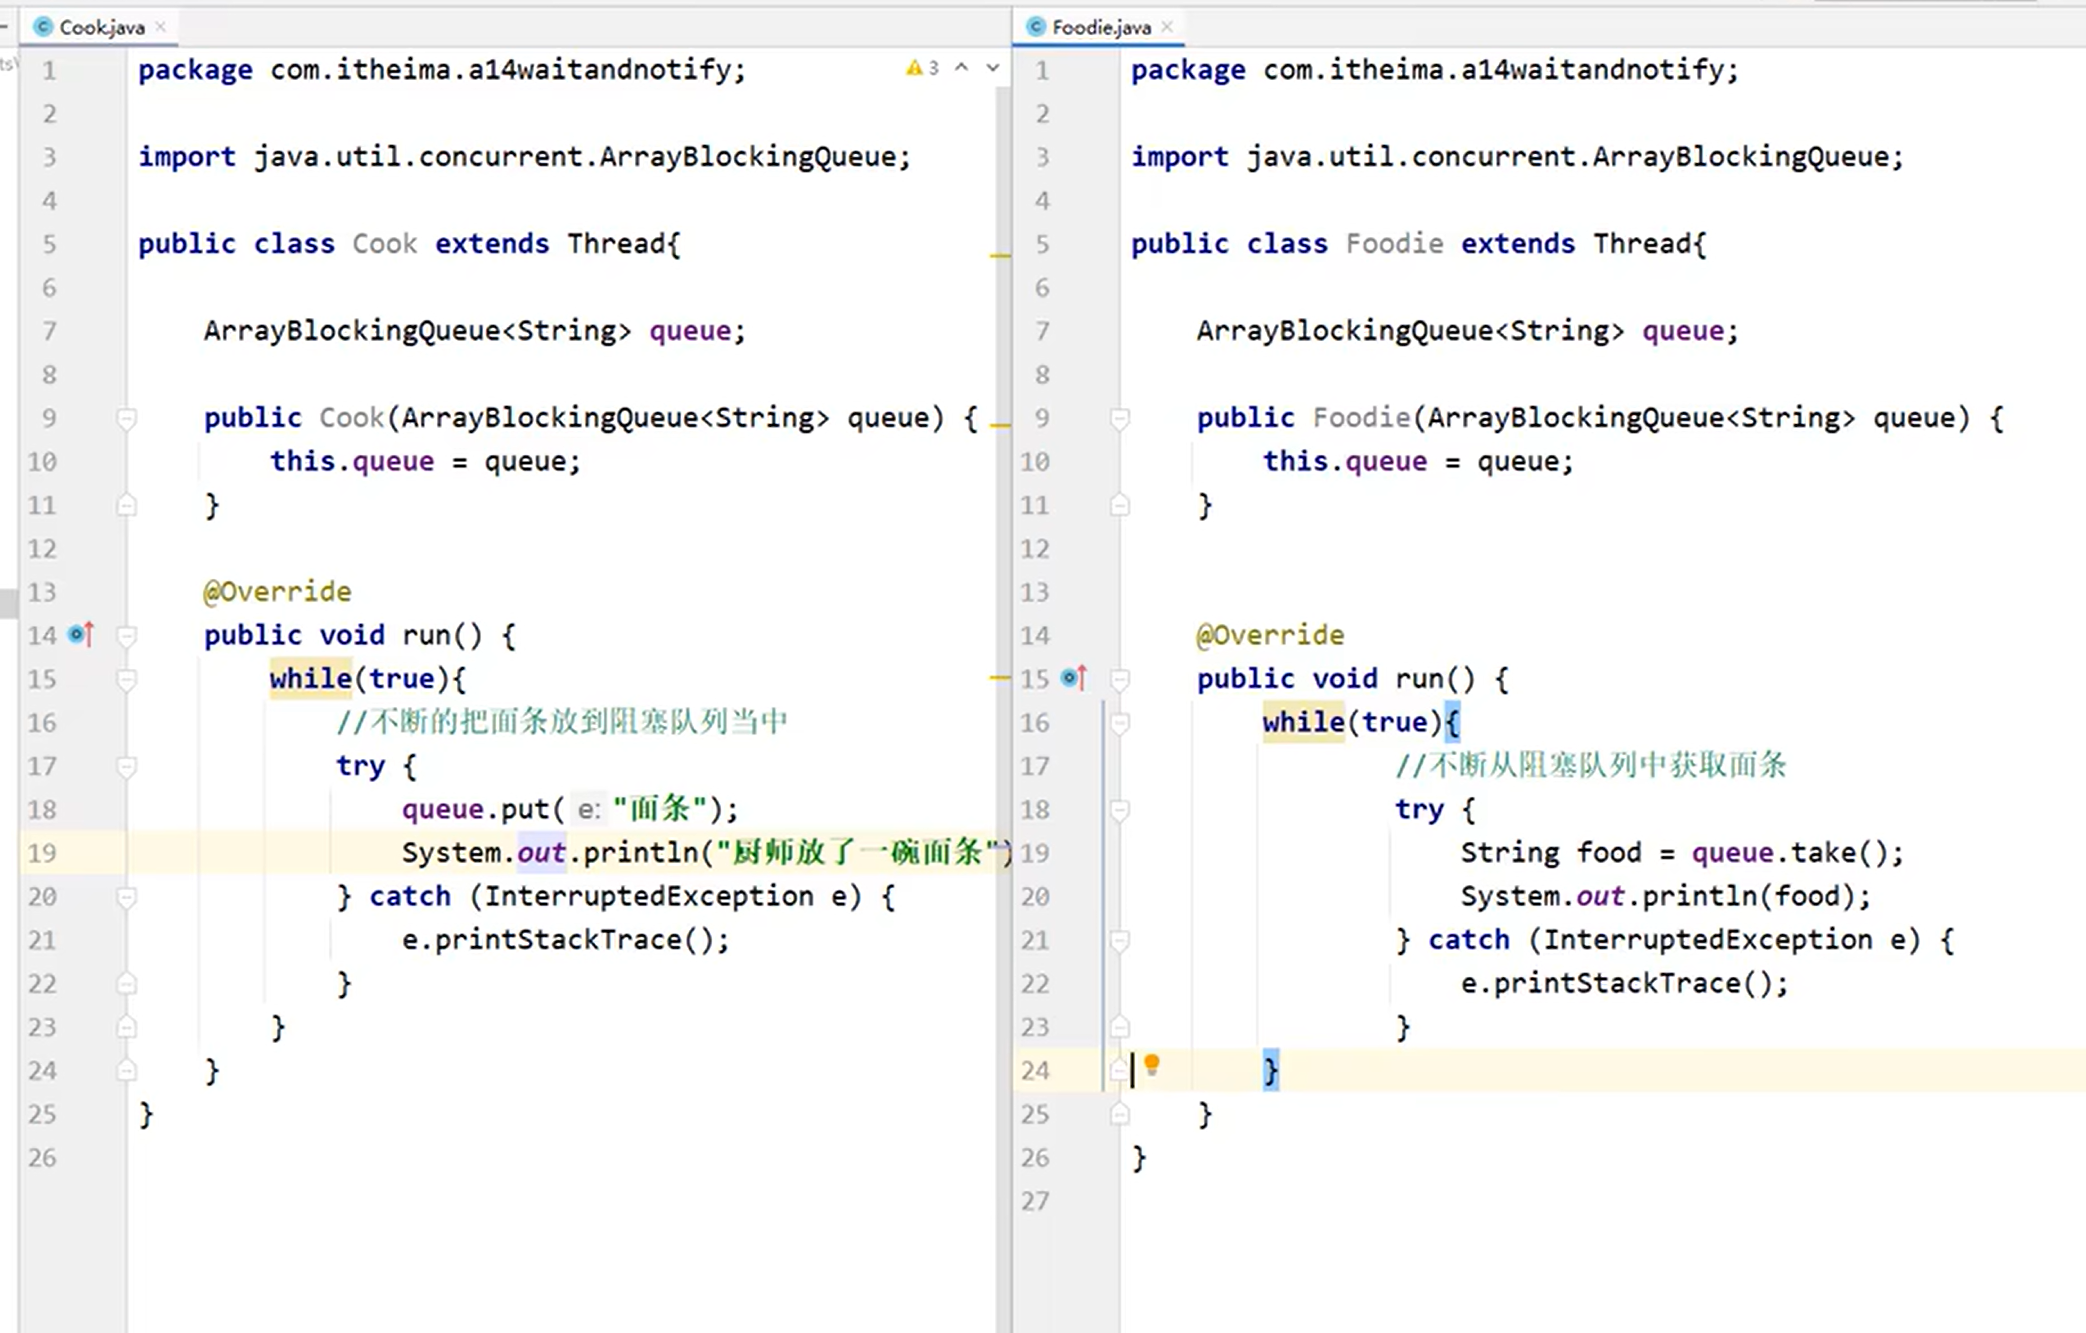 Cook.java
1 package com.itheima.a14waitandnotify; 3
2
3 import java.util.concurrent.ArrayBlockingQueue;
4
5 public class Cook extends Thread{
6
7 ArrayBlockingQueue<String> queue;
8
9 public Cook(ArrayBlockingQueue<String> queue) {
10 this.queue = queue;
11 }
12
13 @Override
14 public void run() {
15 while(true){
16 //不断的把面条放到阻塞队列当中
17 try {
18 queue.put( e: "面条");
19 System.out.println("厨师放了一碗面条")
20 } catch (InterruptedException e) {
21 e.printStackTrace();
22 }
23 }
24 }
25 }
26
Foodie.java
1 package com.itheima.a14waitandnotify;
2
3 import java.util.concurrent.ArrayBlockingQueue;
4
5 public class Foodie extends Thread{
6
7 ArrayBlockingQueue<String> queue;
8
9 public Foodie(ArrayBlockingQueue<String> queue) {
10 this.queue = queue;
11 }
12
13
14 @Override
15 public void run() {
16 while(true){
17 //不断从阻塞队列中获取面条
18 try {
19 String food = queue.take();
20 System.out.println(food);
21 } catch (InterruptedException e) {
22 e.printStackTrace();
23 }
24 }
25 }
26 }
27